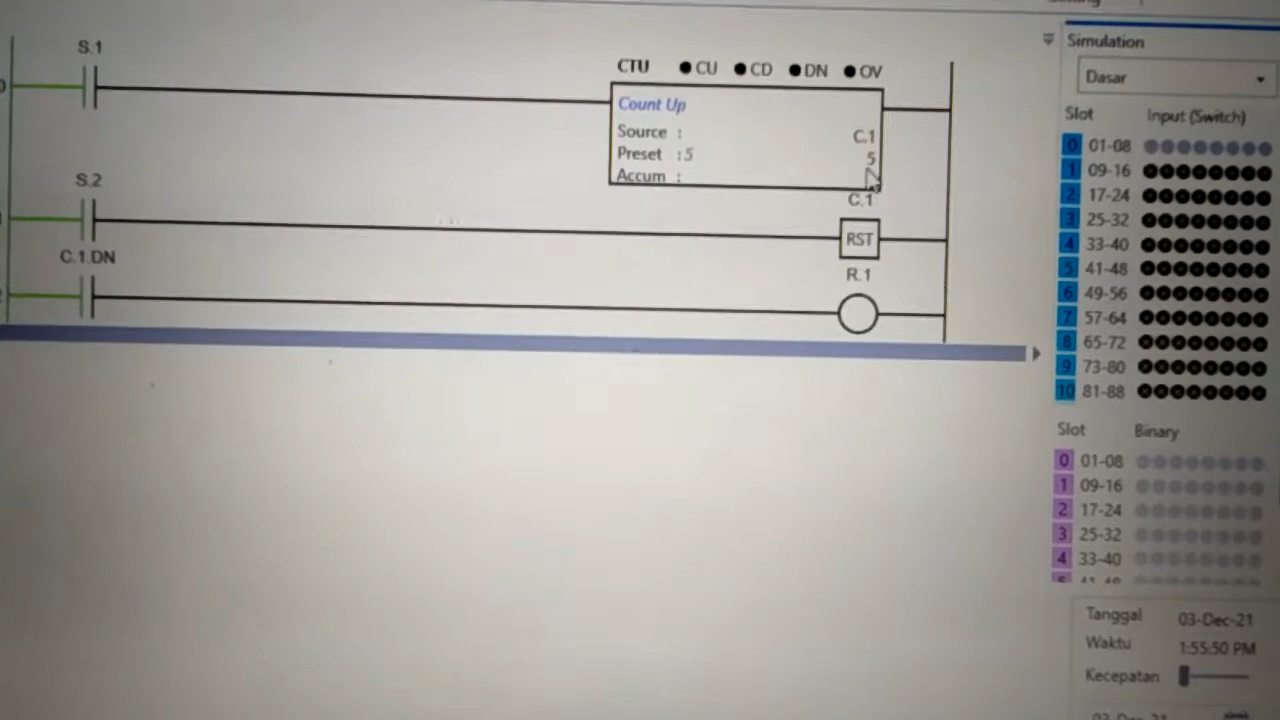 S.1
CTU CU CD DN OV
Count Up
Source : C.1
Preset :5 5
Accum :
S.2
C.1
RST
C.1.DN
R.1
Simulation
Dasar
Slot Input (Switch)
0 01-08
1 09-16
2 17-24
3 25-32
4 33-40
5 41-48
6 49-56
7 57-64
8 65-72
9 73-80
10 81-88
Slot Binary
0 01-08
1 09-16
2 17-24
3 25-32
4 33-40
Tanggal 03-Dec-21
Waktu 1:55:50 PM
Kecepatan